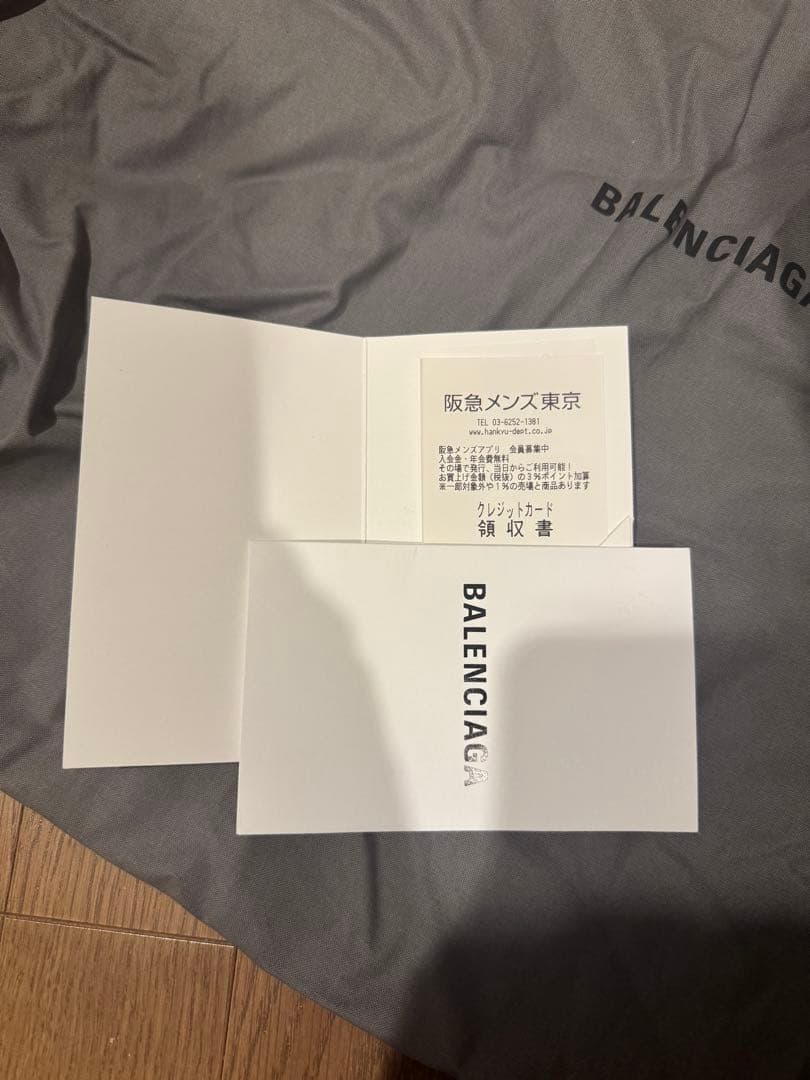 BALENCIAGA
阪急メンズ東京
TEL 03-6252-1381
www.hankyu-dept.co.jp
阪急メンズアプリ 会員募集中
入会金・年会費無料
その場で発行、当日からご利用可能！
お買上げ金額（税抜）の３％ポイント加算
※一部対象外や１％の売場と商品あります
クレジットカード
領収書
BALENCIAGA